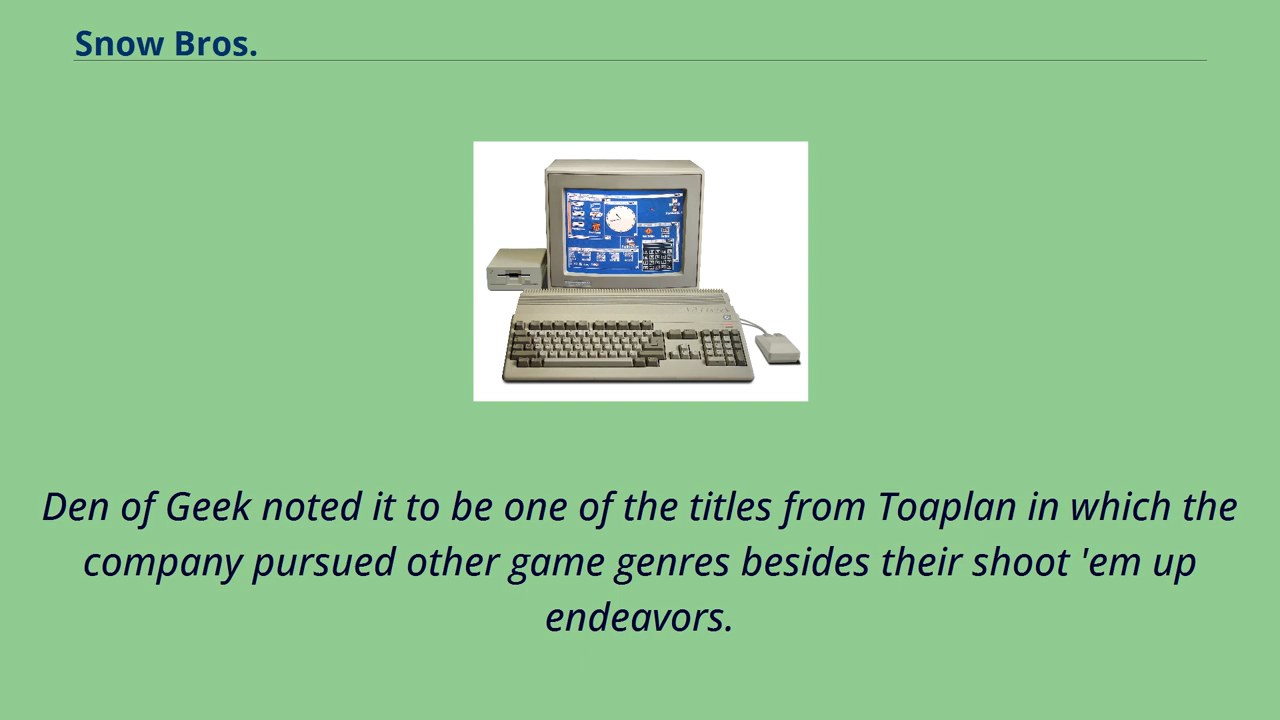 Snow Bros.
Den of Geek noted it to be one of the titles from Toaplan in which the
company pursued other game genres besides their shoot 'em up
endeavors.